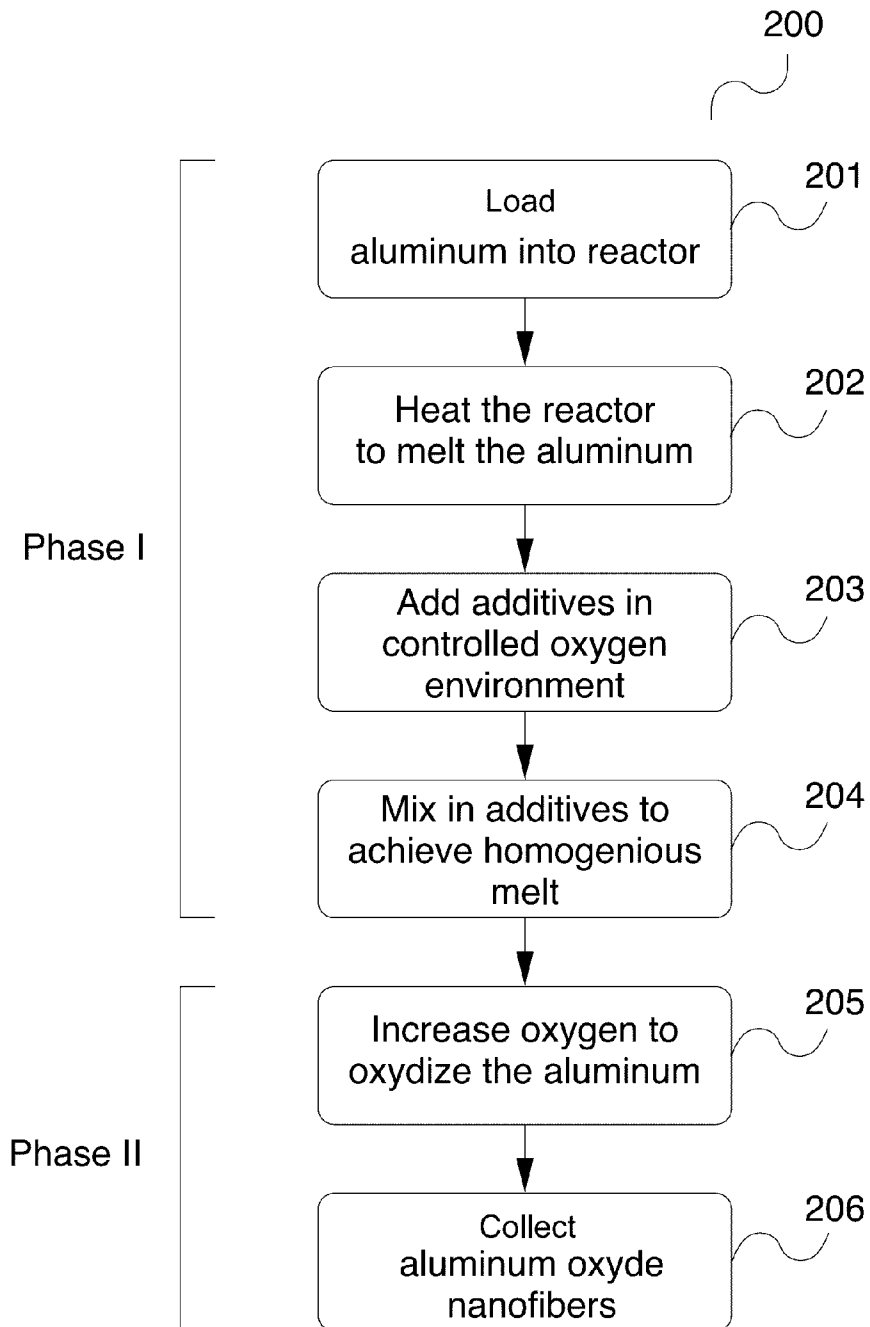 200
Load
aluminum into reactor
201
Heat the reactor
to melt the aluminum
202
Phase I
Add additives in
controlled oxygen
environment
203
Mix in additives to
achieve homogenious
melt
204
Increase oxygen to
oxydize the aluminum
205
Phase II
Collect
aluminum oxyde
nanofibers
206